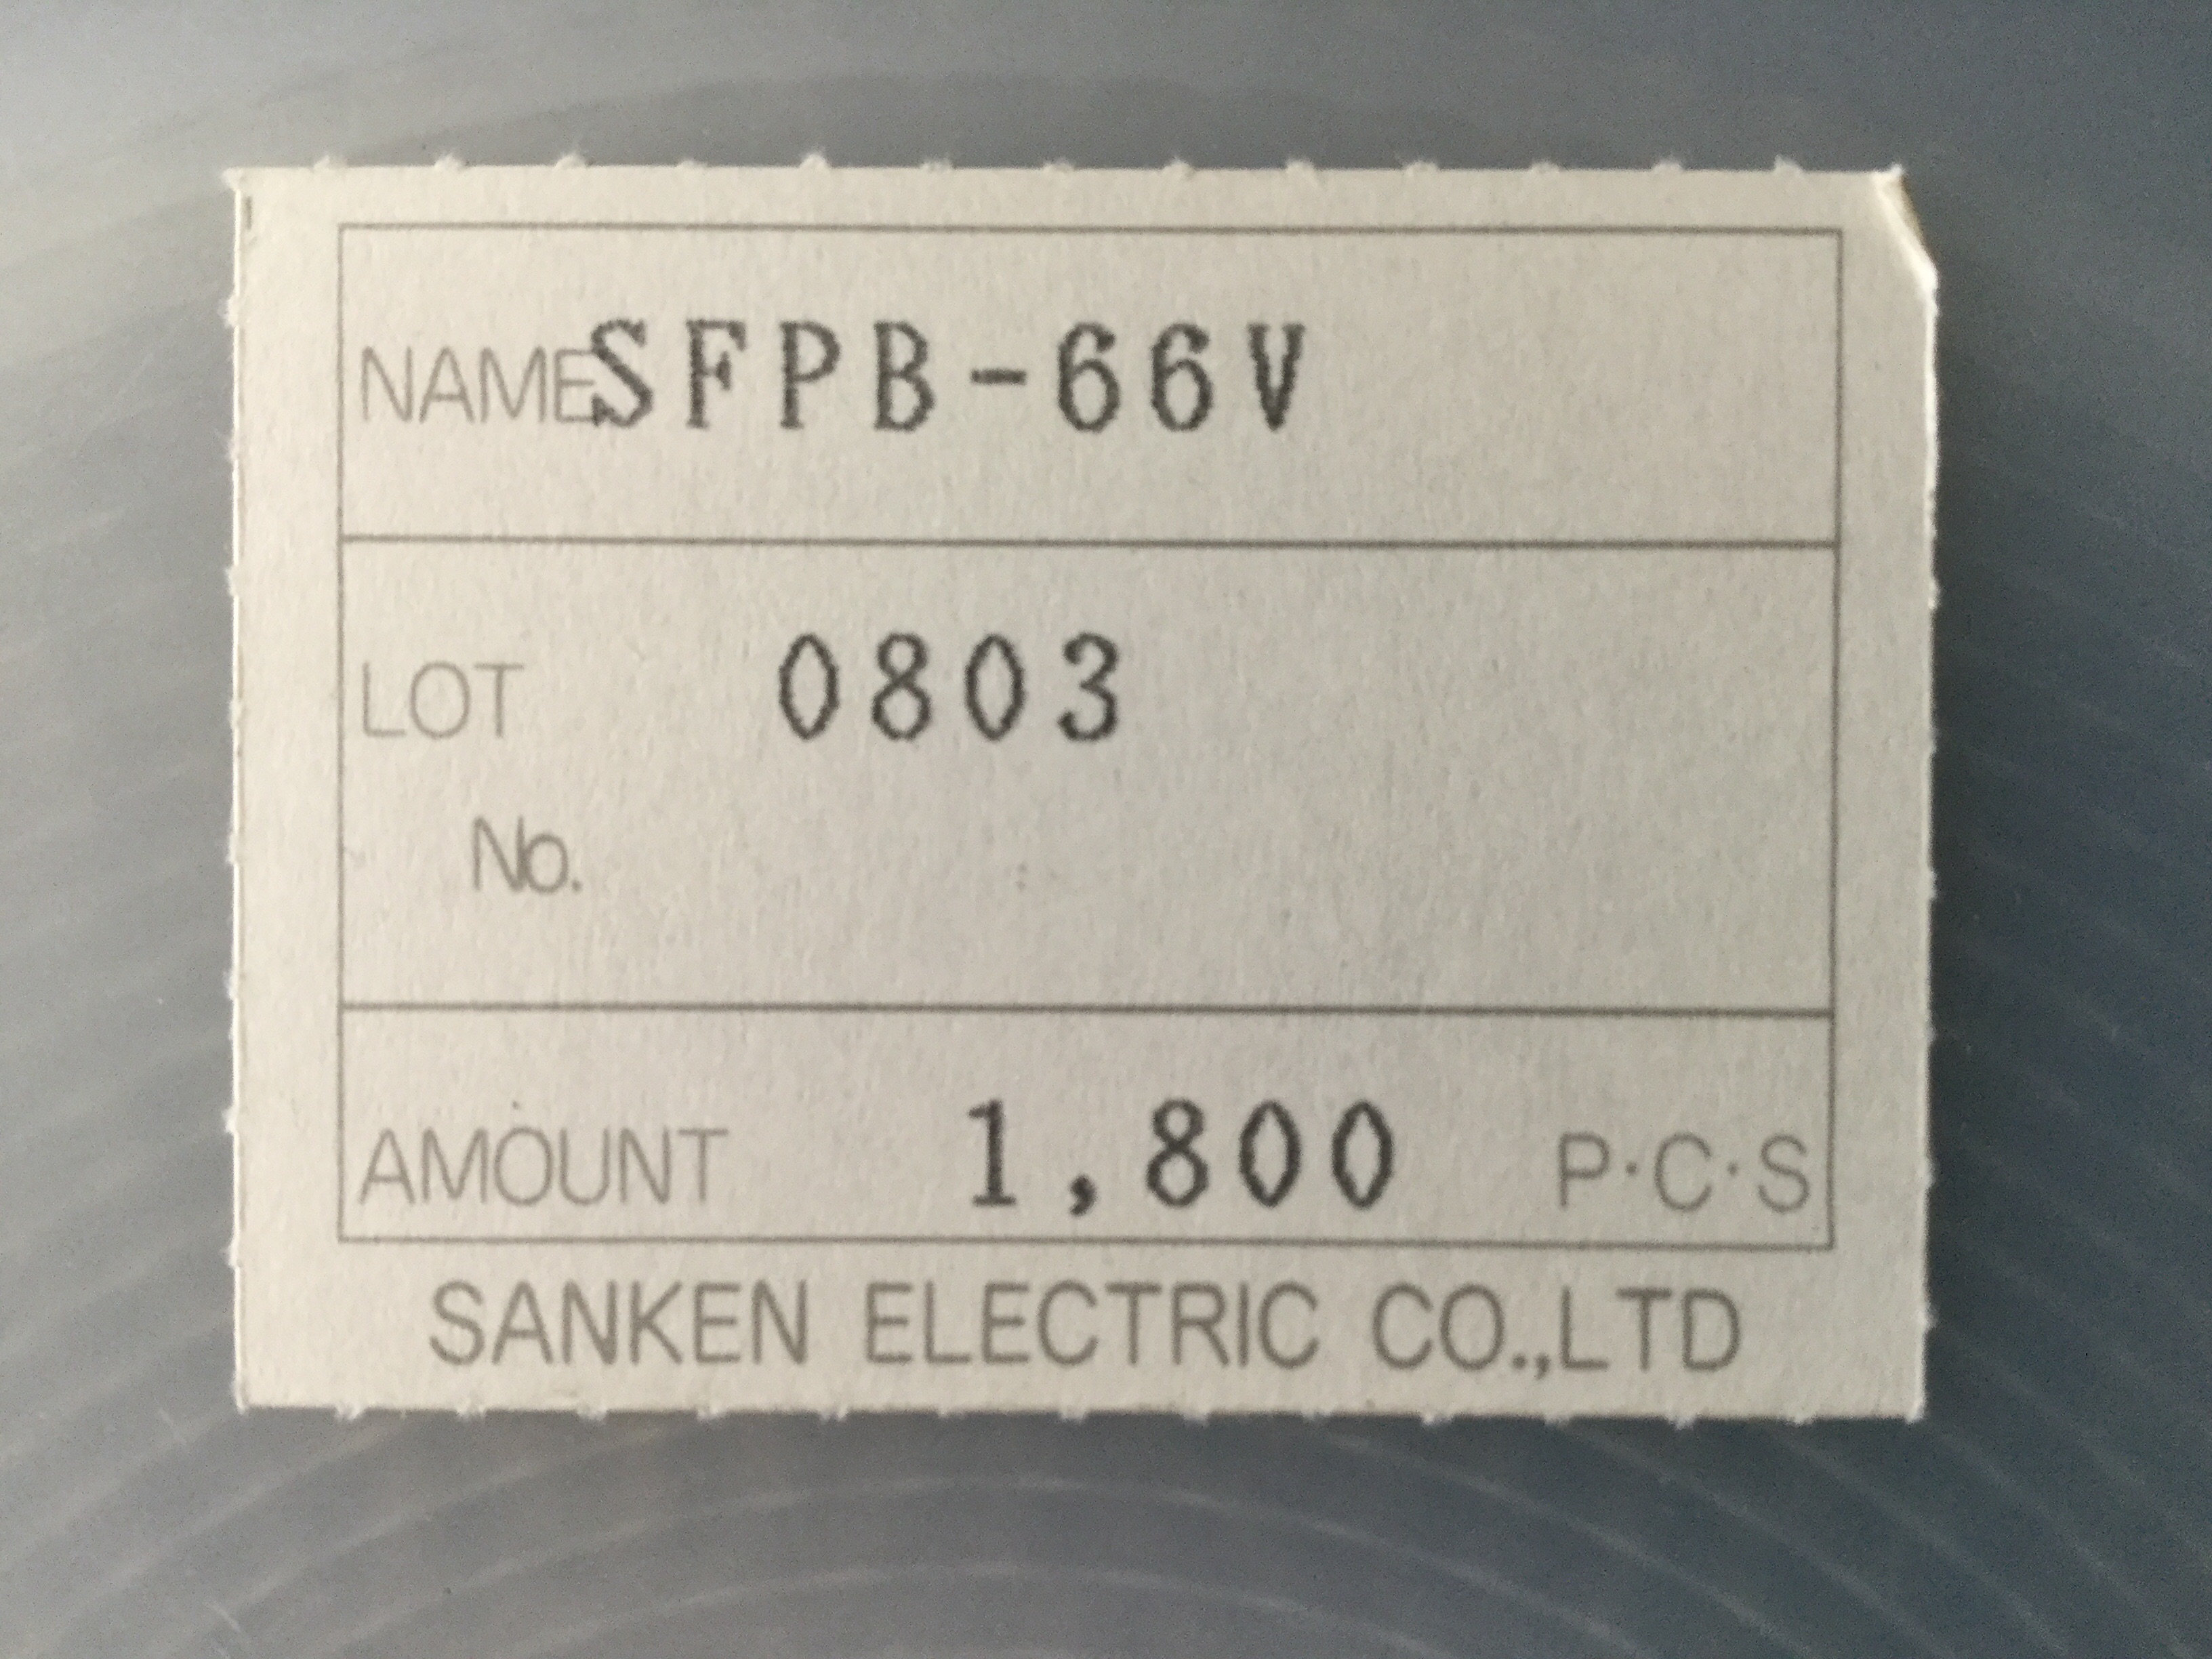 NAME SFPB-66V
LOT 0803
No.
AMOUNT 1,800 P·C·S
SANKEN ELECTRIC CO.,LTD